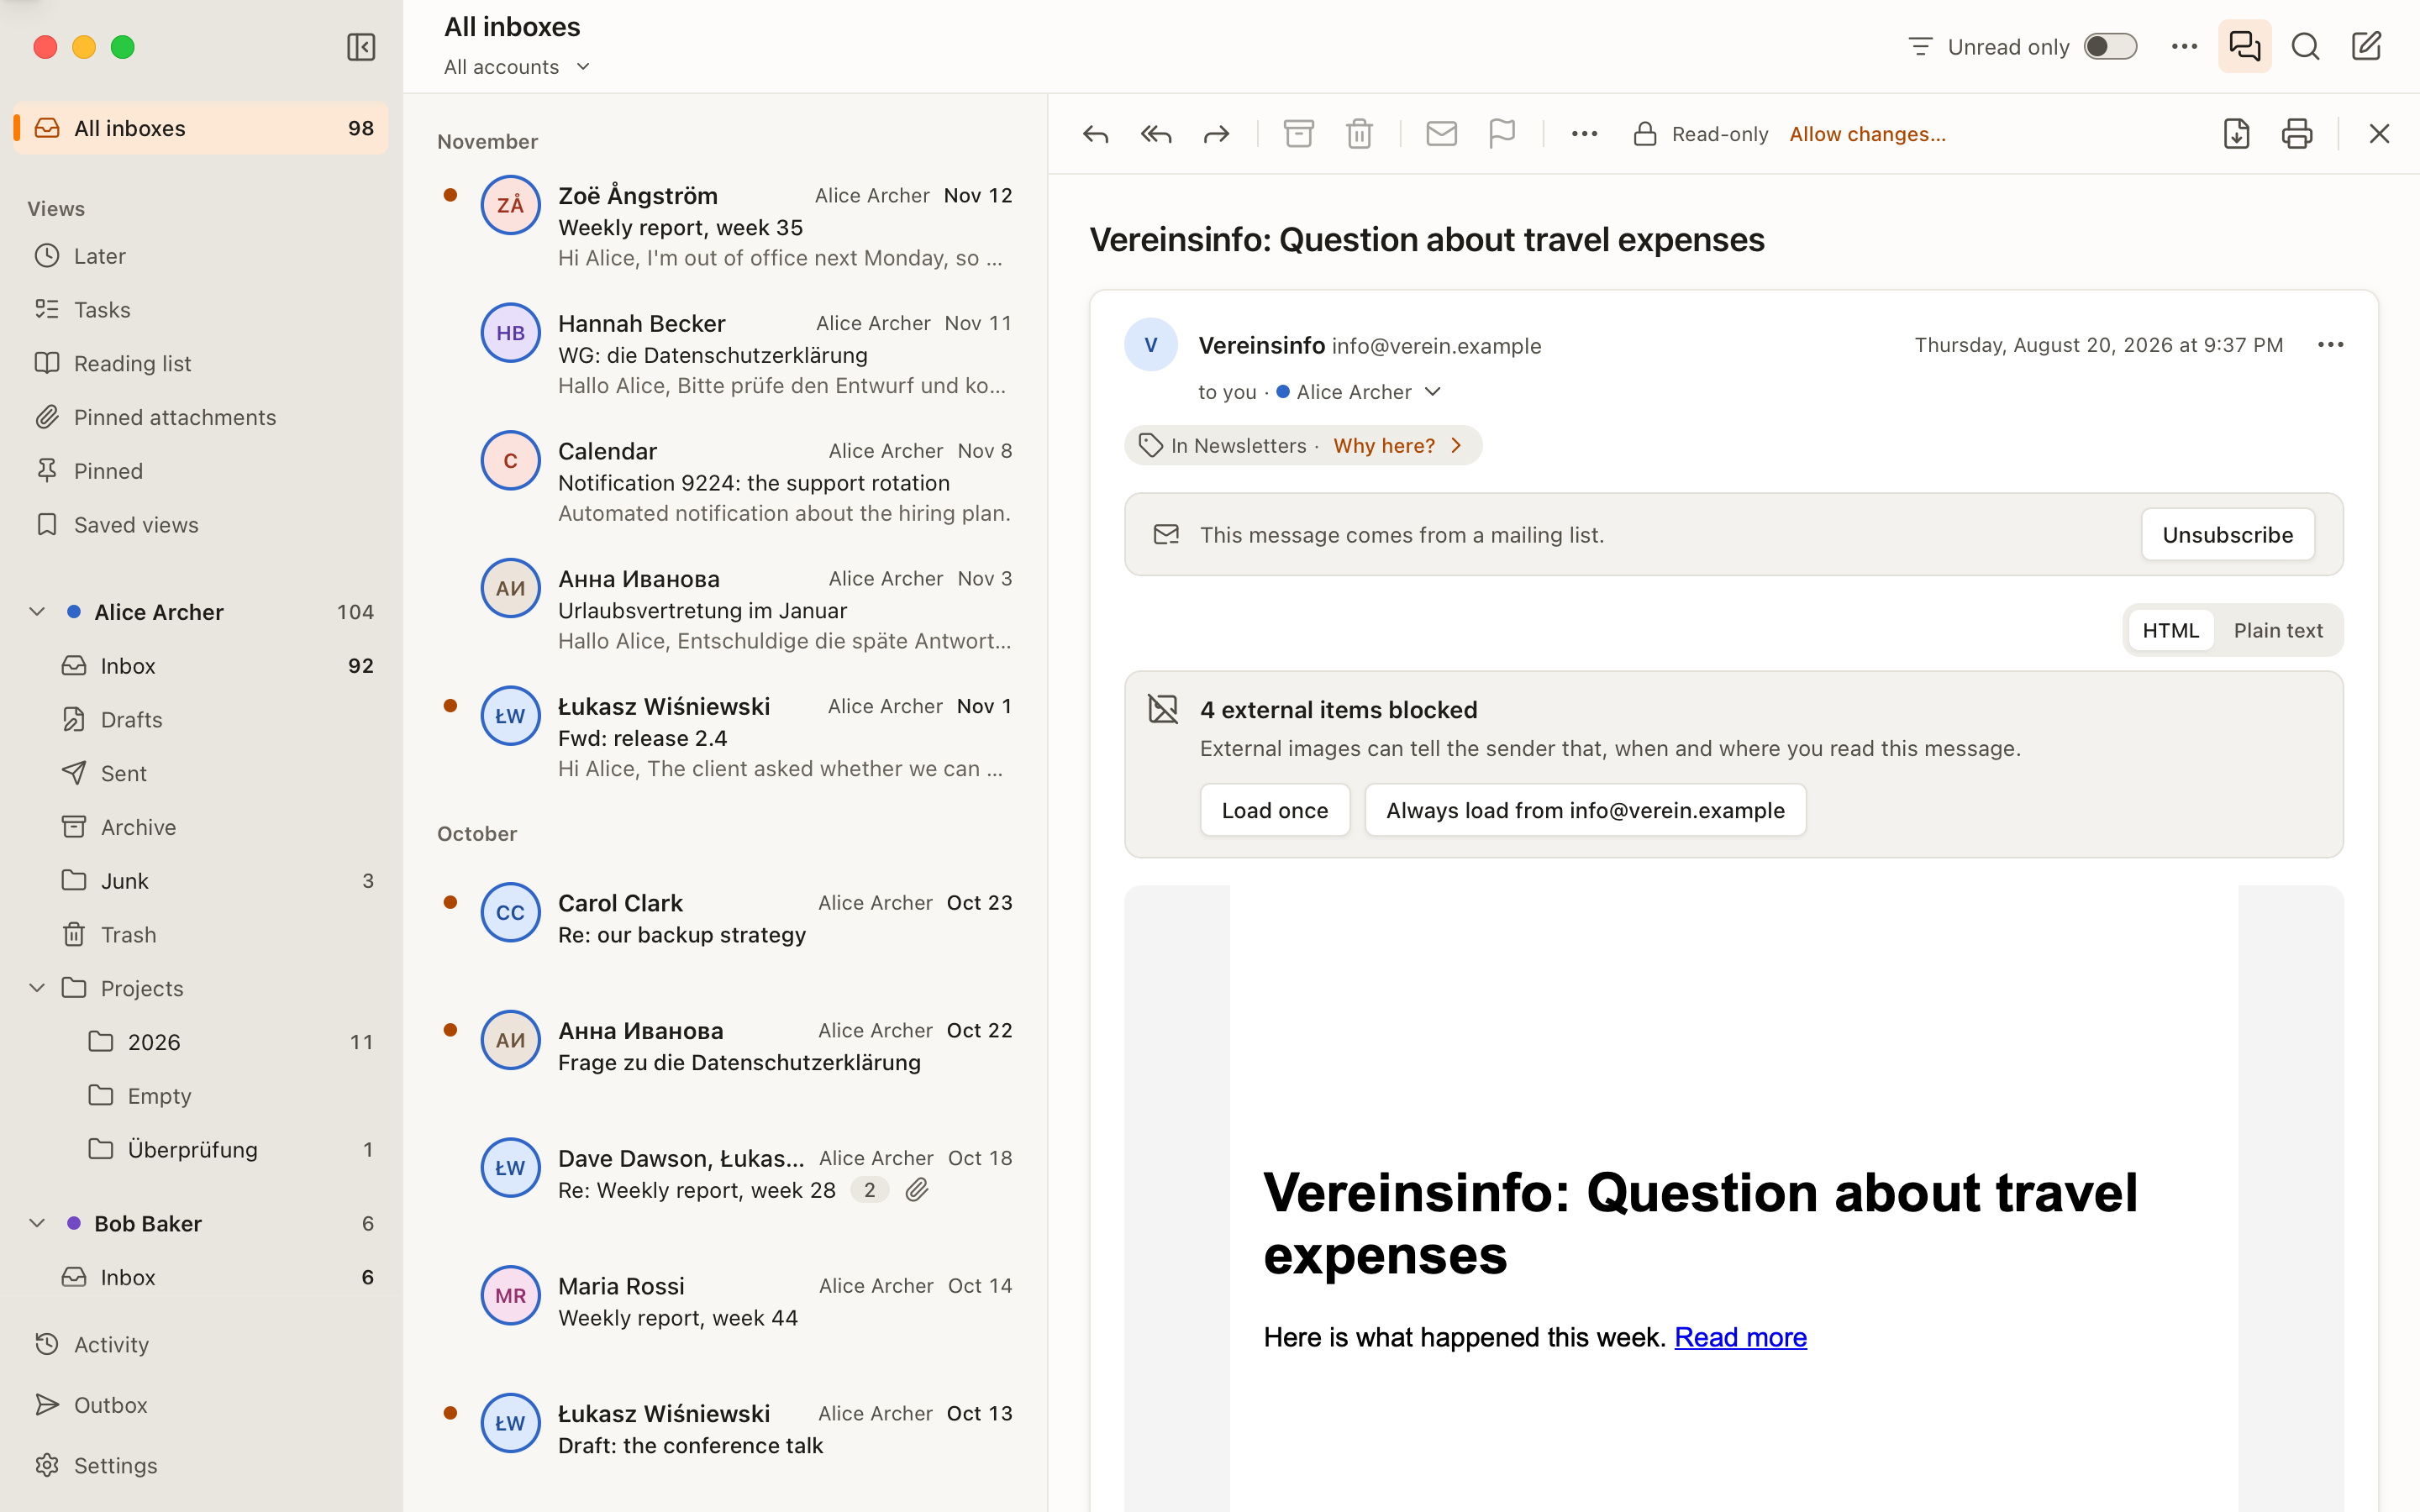 All inboxes
98
Views
Later
Tasks
Reading list
Pinned attachments
Pinned
Saved views
Alice Archer
104
Inbox
92
Drafts
Sent
Archive
Junk
3
Trash
Projects
2026
11
Empty
Überprüfung
1
Bob Baker
6
Inbox
6
Activity
Outbox
Settings
All inboxes
All accounts
Unread only
November
ZÅ
Zoë Ångström Alice Archer Nov 12
Weekly report, week 35
Hi Alice, I'm out of office next Monday, so ...
HB
Hannah Becker Alice Archer Nov 11
WG: die Datenschutzerklärung
Hallo Alice, Bitte prüfe den Entwurf und ko...
C
Calendar Alice Archer Nov 8
Notification 9224: the support rotation
Automated notification about the hiring plan.
АИ
Анна Иванова Alice Archer Nov 3
Urlaubsvertretung im Januar
Hallo Alice, Entschuldige die späte Antwort...
ŁW
Łukasz Wiśniewski Alice Archer Nov 1
Fwd: release 2.4
Hi Alice, The client asked whether we can ...
October
CC
Carol Clark Alice Archer Oct 23
Re: our backup strategy
АИ
Анна Иванова Alice Archer Oct 22
Frage zu die Datenschutzerklärung
ŁW
Dave Dawson, Łukas... Alice Archer Oct 18
Re: Weekly report, week 28 2
MR
Maria Rossi Alice Archer Oct 14
Weekly report, week 44
ŁW
Łukasz Wiśniewski Alice Archer Oct 13
Draft: the conference talk
Read-only Allow changes...
Vereinsinfo: Question about travel expenses
V
Vereinsinfo info@verein.example
Thursday, August 20, 2026 at 9:37 PM
to you · Alice Archer
In Newsletters · Why here?
This message comes from a mailing list.
Unsubscribe
HTML Plain text
4 external items blocked
External images can tell the sender that, when and where you read this message.
Load once
Always load from info@verein.example
Vereinsinfo: Question about travel
expenses
Here is what happened this week. Read more